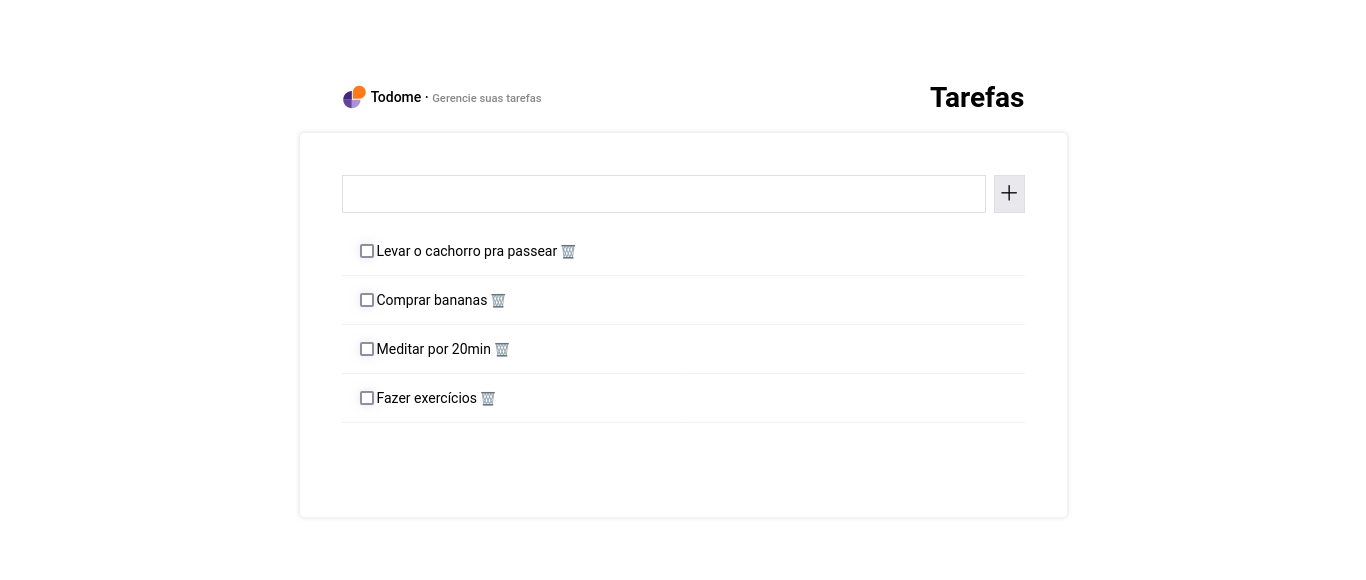 Todome · Gerencie suas tarefas
Tarefas
+
Levar o cachorro pra passear
Comprar bananas
Meditar por 20min
Fazer exercícios